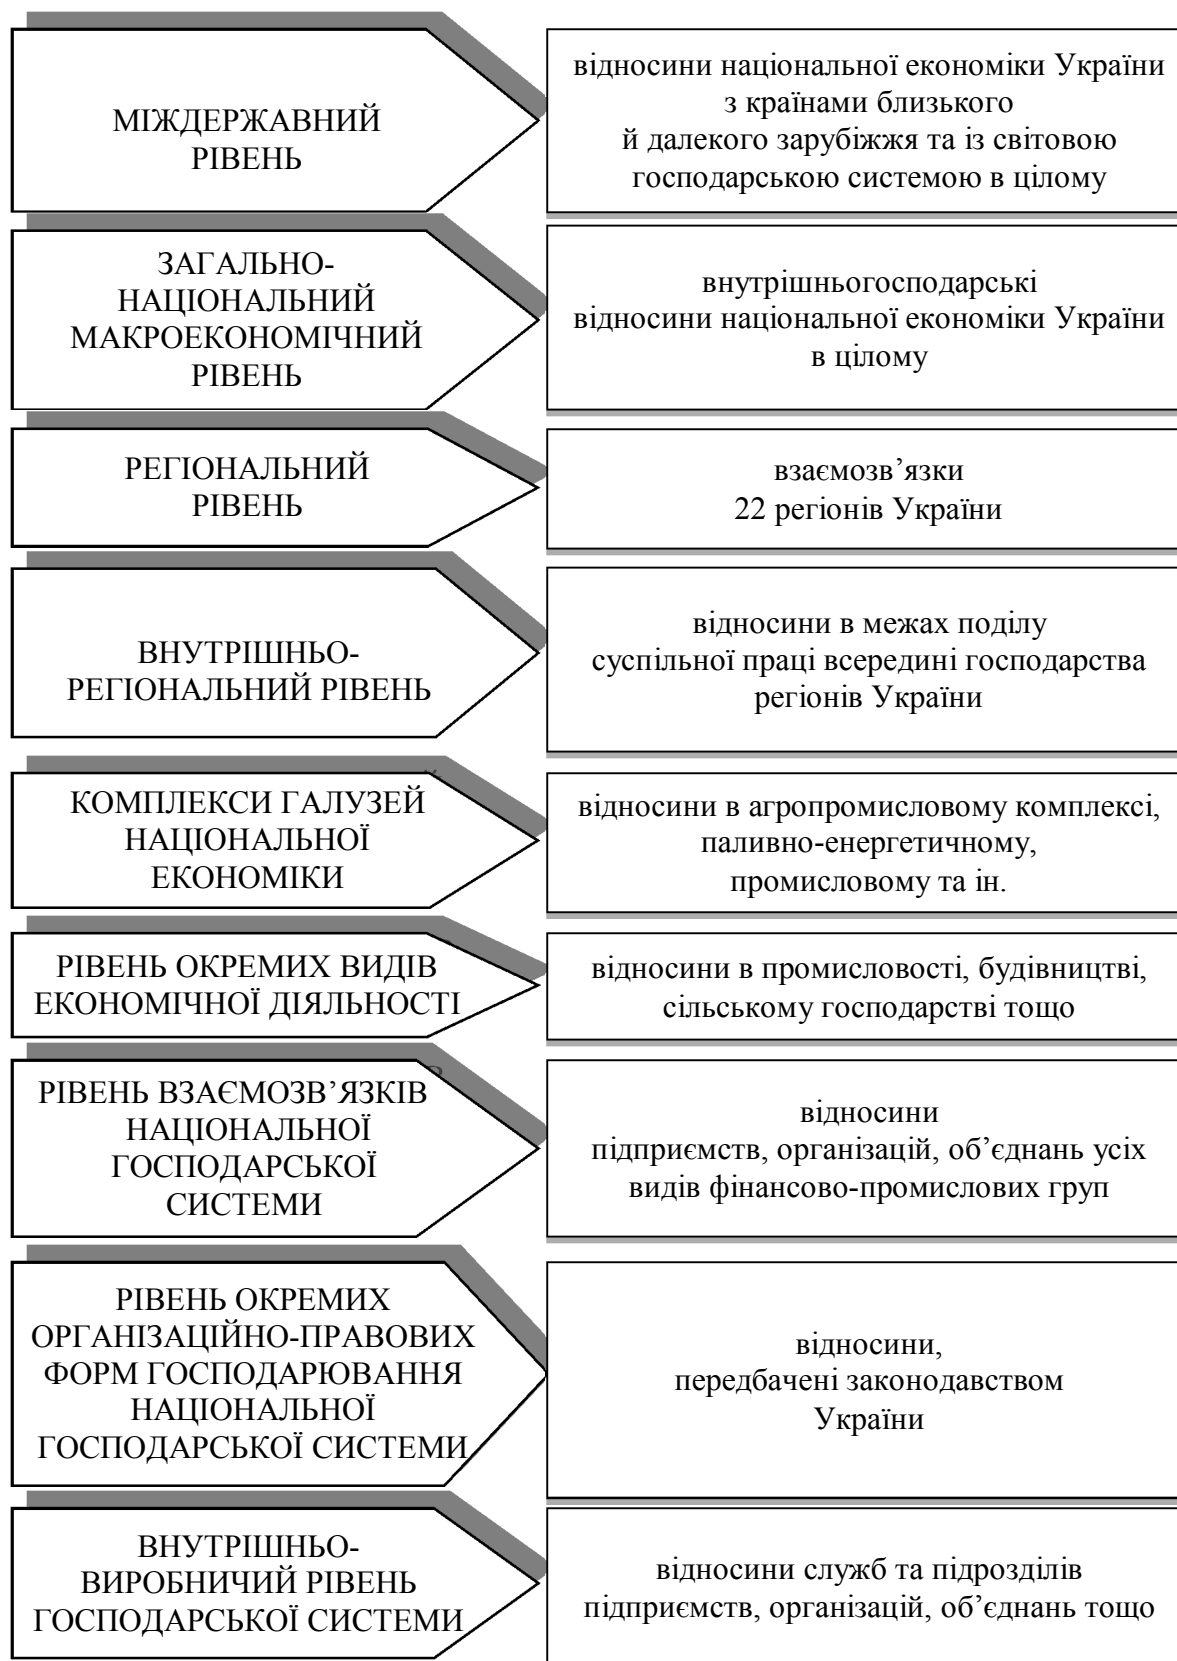 МІЖДЕРЖАВНИЙ
РІВЕНЬ
відносини національної економіки України
з країнами близького
й далекого зарубіжжя та із світовою
господарською системою в цілому
ЗАГАЛЬНО-
НАЦІОНАЛЬНИЙ
МАКРОЕКОНОМІЧНИЙ
РІВЕНЬ
внутрішньогосподарські
відносини національної економіки України
в цілому
РЕГІОНАЛЬНИЙ
РІВЕНЬ
взаємозв’язки
22 регіонів України
ВНУТРІШНЬО-
РЕГІОНАЛЬНИЙ РІВЕНЬ
відносини в межах поділу
суспільної праці всередині господарства
регіонів України
КОМПЛЕКСИ ГАЛУЗЕЙ
НАЦІОНАЛЬНОЇ
ЕКОНОМІКИ
відносини в агропромисловому комплексі,
паливно-енергетичному,
промисловому та ін.
РІВЕНЬ ОКРЕМИХ ВИДІВ
ЕКОНОМІЧНОЇ ДІЯЛЬНОСТІ
відносини в промисловості, будівництві,
сільському господарстві тощо
РІВЕНЬ ВЗАЄМОЗВ’ЯЗКІВ
НАЦІОНАЛЬНОЇ
ГОСПОДАРСЬКОЇ
СИСТЕМИ
відносини
підприємств, організацій, об’єднань усіх
видів фінансово-промислових груп
РІВЕНЬ ОКРЕМИХ
ОРГАНІЗАЦІЙНО-ПРАВОВИХ
ФОРМ ГОСПОДАРЮВАННЯ
НАЦІОНАЛЬНОЇ
ГОСПОДАРСЬКОЇ СИСТЕМИ
відносини,
передбачені законодавством
України
ВНУТРІШНЬО-
ВИРОБНИЧИЙ РІВЕНЬ
ГОСПОДАРСЬКОЇ СИСТЕМИ
відносини служб та підрозділів
підприємств, організацій, об’єднань тощо